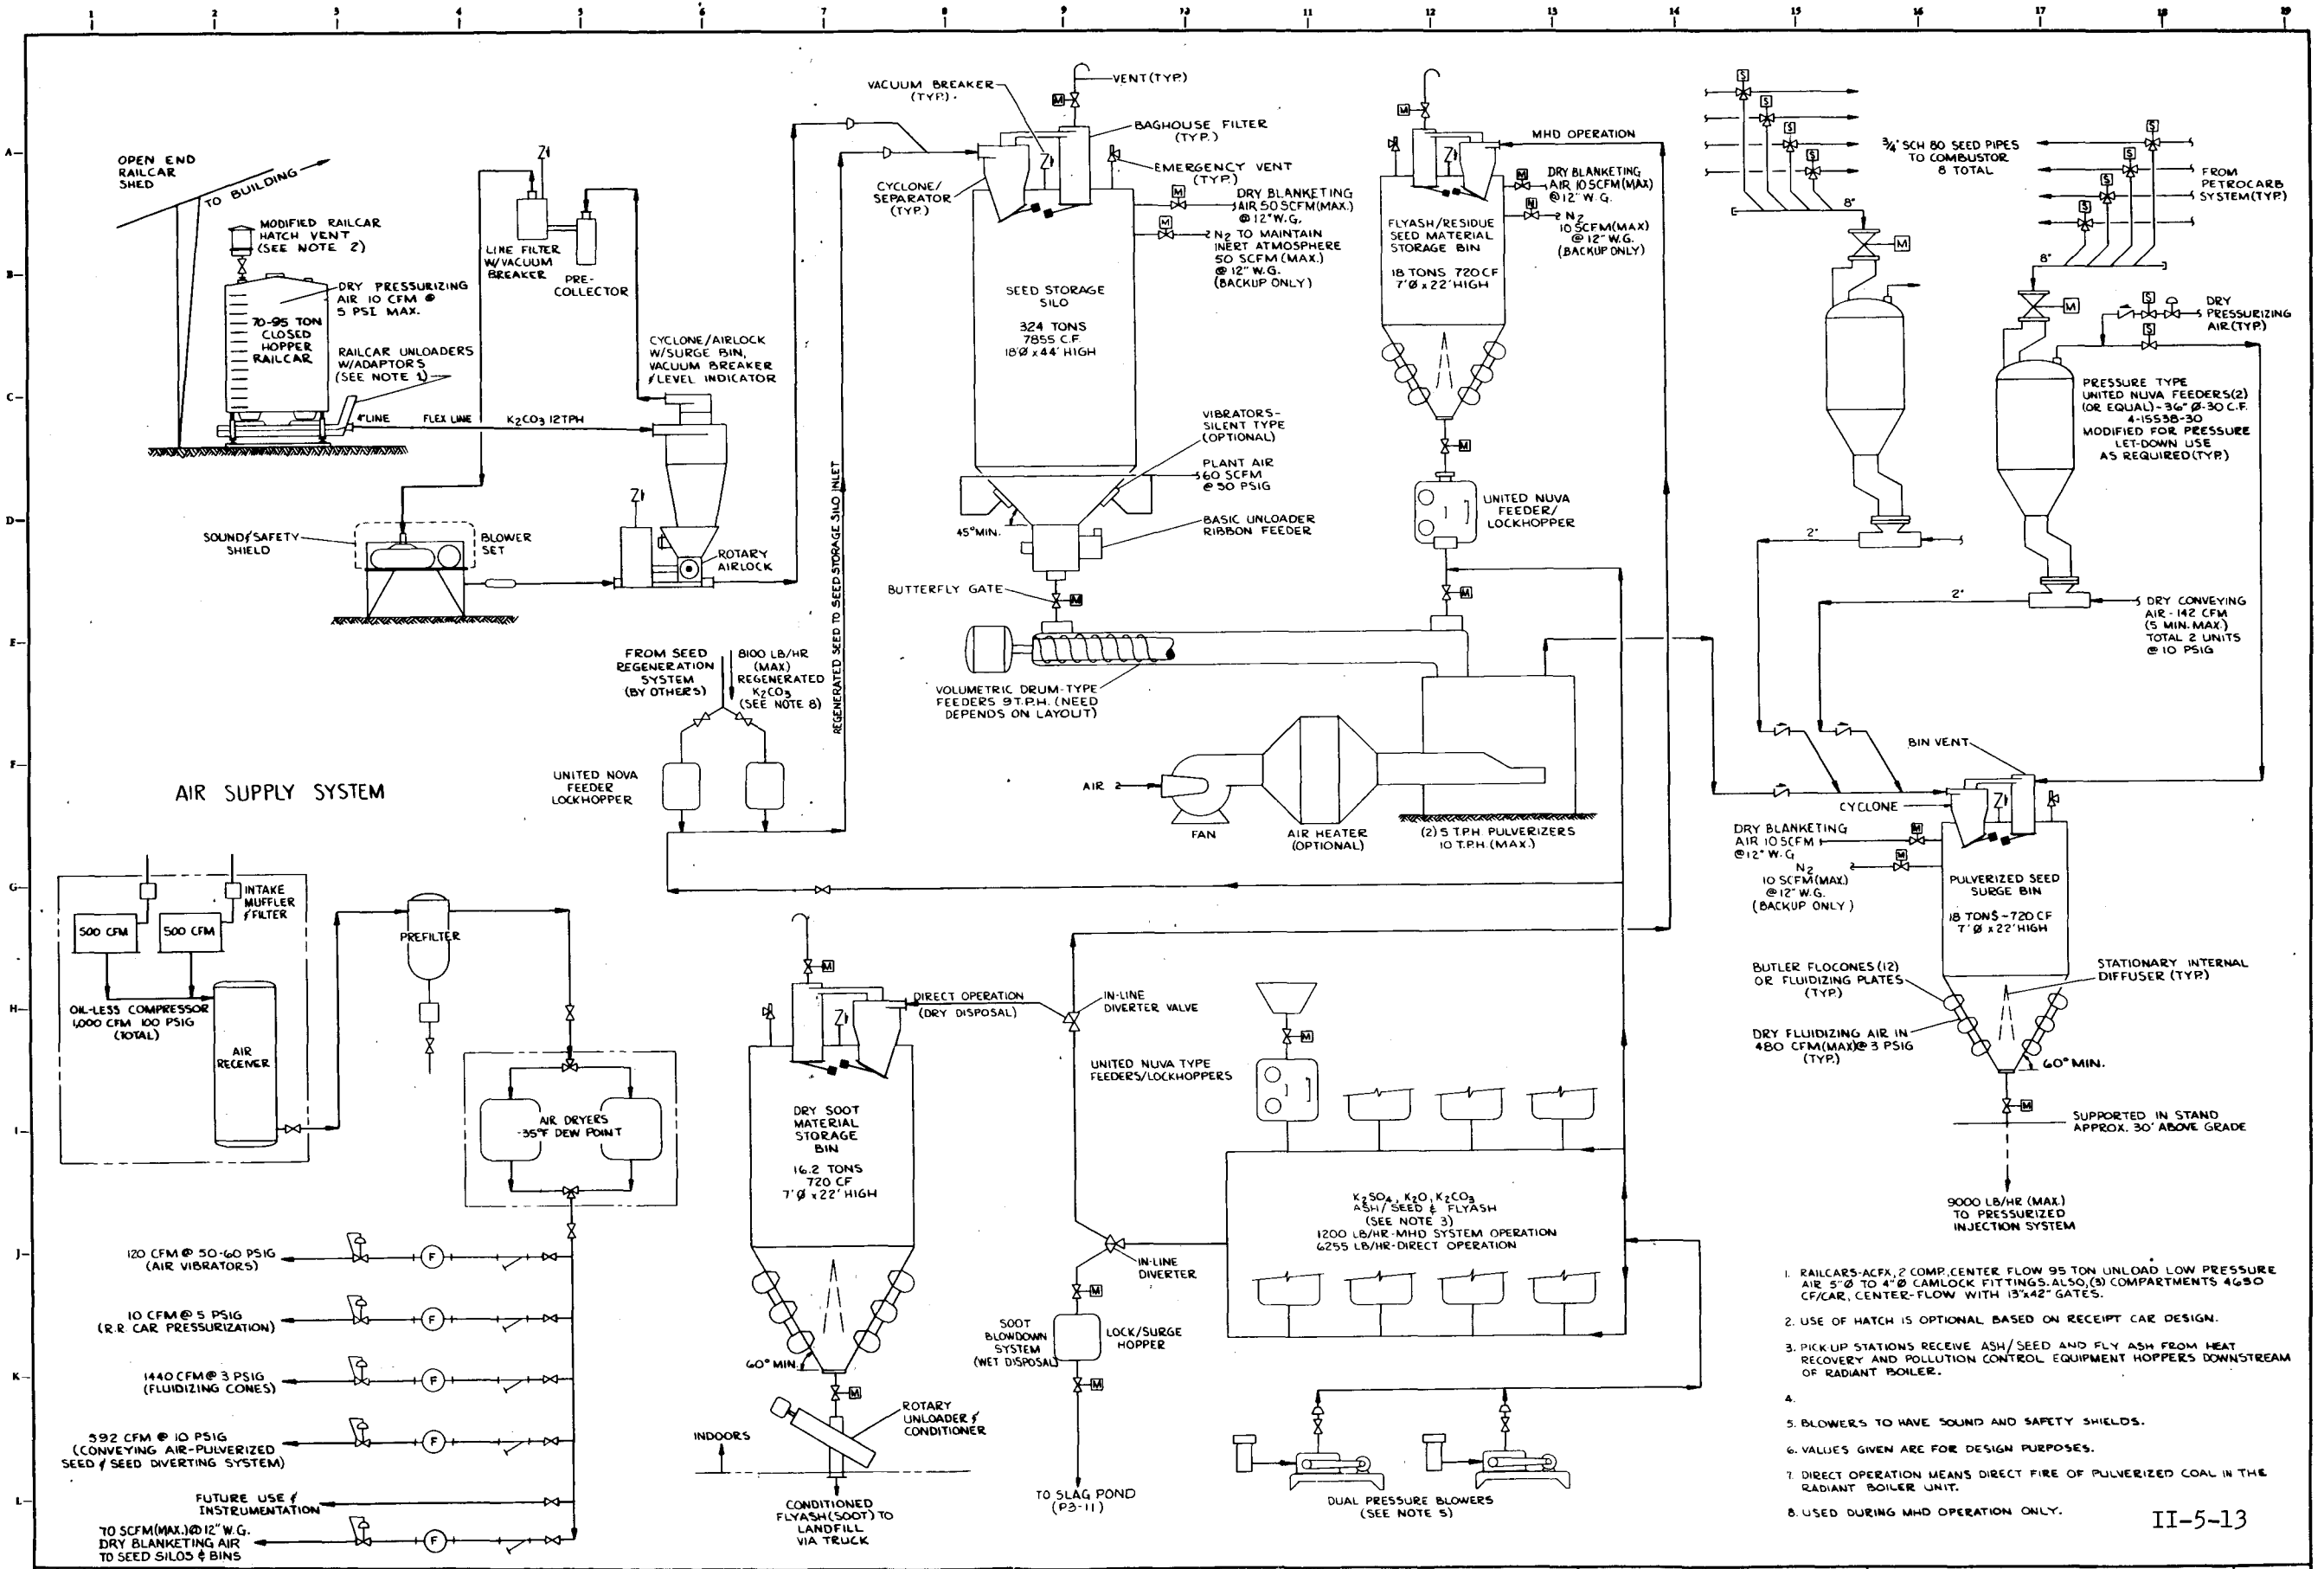 1 2 3 4 5 6 7 8 9 10 11 12 13 14 15 16 17 18 19
A
B
C
D
E
F
G
H
I
J
K
L
OPEN END
RAILCAR
SHED
TO BUILDING
MODIFIED RAILCAR
HATCH VENT
(SEE NOTE 2)
DRY PRESSURIZING
AIR 10 CFM @
5 PSI MAX.
70-95 TON
CLOSED
HOPPER
RAILCAR
RAILCAR UNLOADERS
W/ADAPTORS
(SEE NOTE 1)
4" LINE
FLEX LINE
K2CO3 12TPH
LINE FILTER
W/VACUUM
BREAKER
PRE-
COLLECTOR
CYCLONE/AIRLOCK
W/SURGE BIN,
VACUUM BREAKER
& LEVEL INDICATOR
SOUND & SAFETY
SHIELD
BLOWER
SET
ROTARY
AIRLOCK
REGENERATED SEED TO SEED STORAGE SILO INLET
FROM SEED
REGENERATION
SYSTEM
(BY OTHERS)
8100 LB/HR
(MAX)
REGENERATED
K2CO3
(SEE NOTE 8)
UNITED NOVA
FEEDER
LOCKHOPPER
VACUUM BREAKER
(TYP.)
VENT (TYP.)
M
BAGHOUSE FILTER
(TYP.)
EMERGENCY VENT
(TYP.)
CYCLONE/
SEPARATOR
(TYP.)
M
DRY BLANKETING
AIR 50 SCFM (MAX.)
@ 12" W.G.
M
N2 TO MAINTAIN
INERT ATMOSPHERE
50 SCFM (MAX.)
@ 12" W.G.
(BACKUP ONLY)
SEED STORAGE
SILO
324 TONS
7855 C.F.
18'Ø x 44' HIGH
VIBRATORS-
SILENT TYPE
(OPTIONAL)
PLANT AIR
60 SCFM
@ 50 PSIG
45° MIN.
BASIC UNLOADER
RIBBON FEEDER
BUTTERFLY GATE
M
VOLUMETRIC DRUM-TYPE
FEEDERS 9 T.P.H. (NEED
DEPENDS ON LAYOUT)
AIR
FAN
AIR HEATER
(OPTIONAL)
(2) 5 T.P.H. PULVERIZERS
10 T.P.H. (MAX.)
M
MHD OPERATION
M
DRY BLANKETING
AIR 10 SCFM (MAX)
@ 12" W.G.
M
N2
10 SCFM (MAX)
@ 12" W.G.
(BACKUP ONLY)
FLYASH/RESIDUE
SEED MATERIAL
STORAGE BIN
18 TONS 720 CF
7'Ø x 22' HIGH
M
UNITED NUVA
FEEDER/
LOCKHOPPER
M
S
S
S
S
3/4" SCH 80 SEED PIPES
TO COMBUSTOR
8 TOTAL
S
S
S
S
FROM
PETROCARB
SYSTEM (TYP.)
8"
M
8"
M
S
S
DRY
PRESSURIZING
AIR (TYP.)
PRESSURE TYPE
UNITED NUVA FEEDERS (2)
(OR EQUAL) - 36" Ø-30 C.F.
4-15538-30
MODIFIED FOR PRESSURE
LET-DOWN USE
AS REQUIRED (TYP.)
2"
2"
DRY CONVEYING
AIR - 142 CFM
(5 MIN. MAX.)
TOTAL 2 UNITS
@ 10 PSIG
BIN VENT
CYCLONE
DRY BLANKETING
AIR 10 SCFM
@ 12" W.G.
M
N2
10 SCFM (MAX.)
@ 12" W.G.
(BACKUP ONLY)
M
PULVERIZED SEED
SURGE BIN
18 TONS-720 CF
7'Ø x 22' HIGH
BUTLER FLOCONES (12)
OR FLUIDIZING PLATES
(TYP.)
STATIONARY INTERNAL
DIFFUSER (TYP.)
DRY FLUIDIZING AIR IN
480 CFM (MAX) @ 3 PSIG
(TYP.)
60° MIN.
M
SUPPORTED IN STAND
APPROX. 30' ABOVE GRADE
9000 LB/HR (MAX.)
TO PRESSURIZED
INJECTION SYSTEM
AIR SUPPLY SYSTEM
INTAKE
MUFFLER
& FILTER
500 CFM
500 CFM
OIL-LESS COMPRESSOR
1,000 CFM 100 PSIG
(TOTAL)
AIR
RECEIVER
PREFILTER
AIR DRYERS
-35°F DEW POINT
120 CFM @ 50-60 PSIG
(AIR VIBRATORS)
F
10 CFM @ 5 PSIG
(R.R. CAR PRESSURIZATION)
F
1440 CFM @ 3 PSIG
(FLUIDIZING CONES)
F
592 CFM @ 10 PSIG
(CONVEYING AIR-PULVERIZED
SEED & SEED DIVERTING SYSTEM)
F
FUTURE USE &
INSTRUMENTATION
70 SCFM (MAX.) @ 12" W.G.
DRY BLANKETING AIR
TO SEED SILOS & BINS
F
M
DIRECT OPERATION
(DRY DISPOSAL)
IN-LINE
DIVERTER VALVE
DRY SOOT
MATERIAL
STORAGE
BIN
16.2 TONS
720 CF
7'Ø x 22' HIGH
60° MIN.
M
ROTARY
UNLOADER &
CONDITIONER
INDOORS
CONDITIONED
FLYASH (SOOT) TO
LANDFILL
VIA TRUCK
M
UNITED NUVA TYPE
FEEDERS/LOCKHOPPERS
K2SO4, K2O, K2CO3
ASH/SEED & FLYASH
(SEE NOTE 3)
1200 LB/HR-MHD SYSTEM OPERATION
6255 LB/HR-DIRECT OPERATION
IN-LINE
DIVERTER
M
SOOT
BLOWDOWN
SYSTEM
(WET DISPOSAL)
LOCK/SURGE
HOPPER
M
TO SLAG POND
(P3-11)
DUAL PRESSURE BLOWERS
(SEE NOTE 5)
1. RAILCARS-ACFX, 2 COMP. CENTER FLOW 95 TON UNLOAD LOW PRESSURE
AIR 5"Ø TO 4"Ø CAMLOCK FITTINGS. ALSO, (3) COMPARTMENTS 4650
CF/CAR, CENTER-FLOW WITH 13"x42" GATES.
2. USE OF HATCH IS OPTIONAL BASED ON RECEIPT CAR DESIGN.
3. PICK UP STATIONS RECEIVE ASH/SEED AND FLY ASH FROM HEAT
RECOVERY AND POLLUTION CONTROL EQUIPMENT HOPPERS DOWNSTREAM
OF RADIANT BOILER.
4.
5. BLOWERS TO HAVE SOUND AND SAFETY SHIELDS.
6. VALUES GIVEN ARE FOR DESIGN PURPOSES.
7. DIRECT OPERATION MEANS DIRECT FIRE OF PULVERIZED COAL IN THE
RADIANT BOILER UNIT.
8. USED DURING MHD OPERATION ONLY.
II-5-13